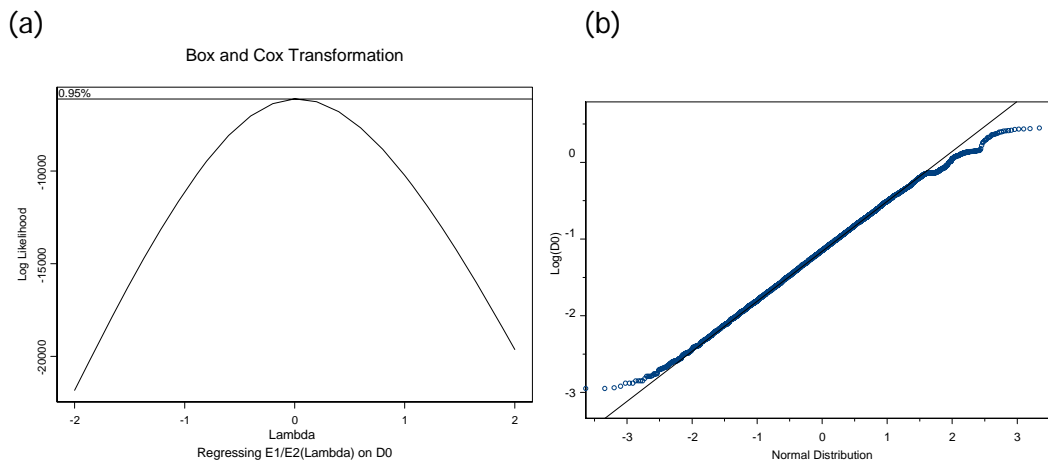 (a)
Box and Cox Transformation
0.95%
Log Likelihood
-10000
-15000
-20000
-2
-1
0
1
2
Lambda
Regressing E1/E2(Lambda) on D0
(b)
Log(D0)
0
-1
-2
-3
-3
-2
-1
0
1
2
3
Normal Distribution